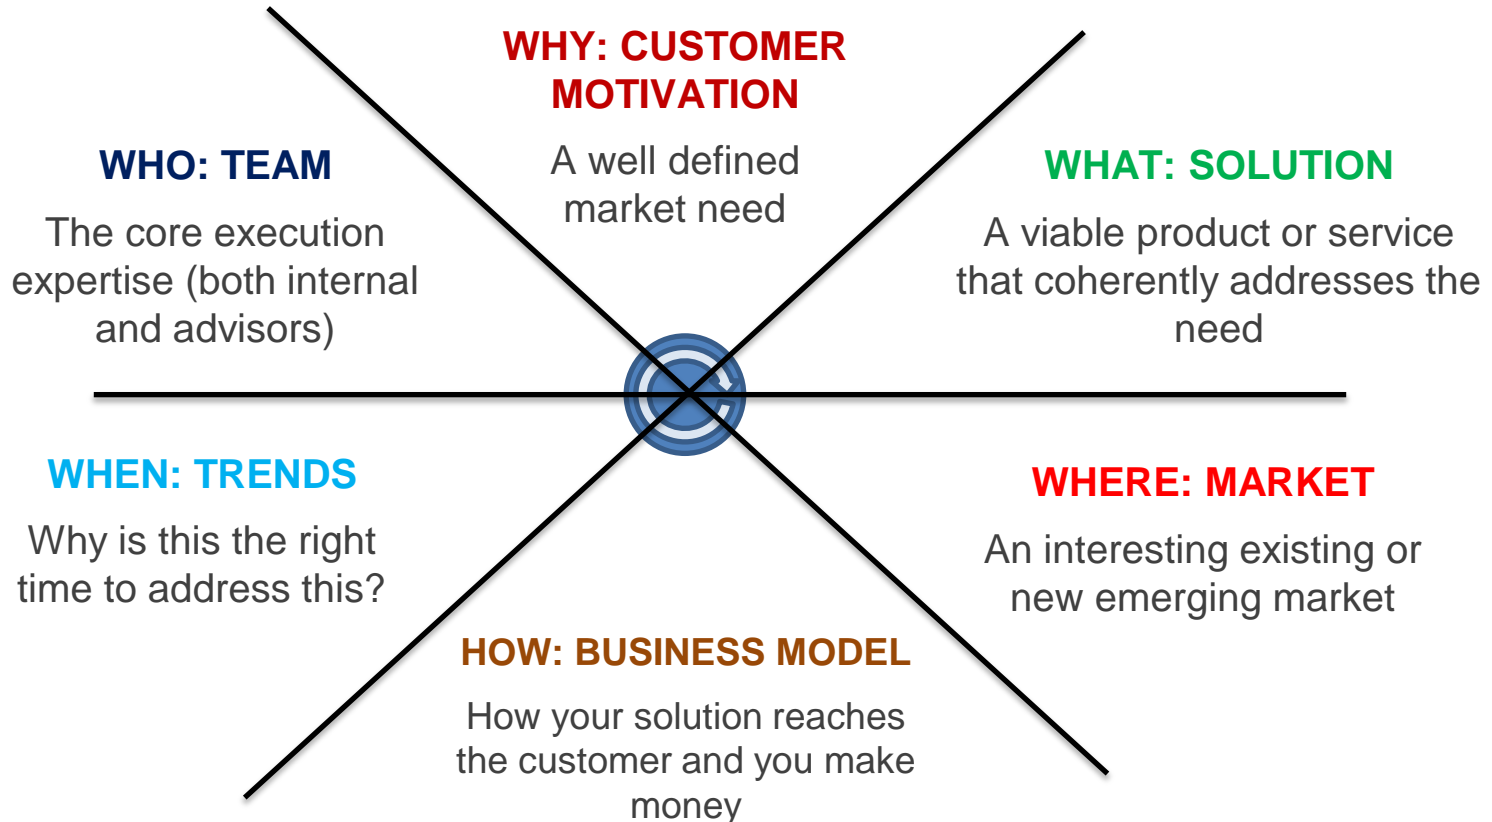 WHY: CUSTOMER
MOTIVATION
A well defined
market need
WHO: TEAM
The core execution
expertise (both internal
and advisors)
WHAT: SOLUTION
A viable product or service
that coherently addresses the
need
WHEN: TRENDS
Why is this the right
time to address this?
WHERE: MARKET
An interesting existing or
new emerging market
HOW: BUSINESS MODEL
How your solution reaches
the customer and you make
money